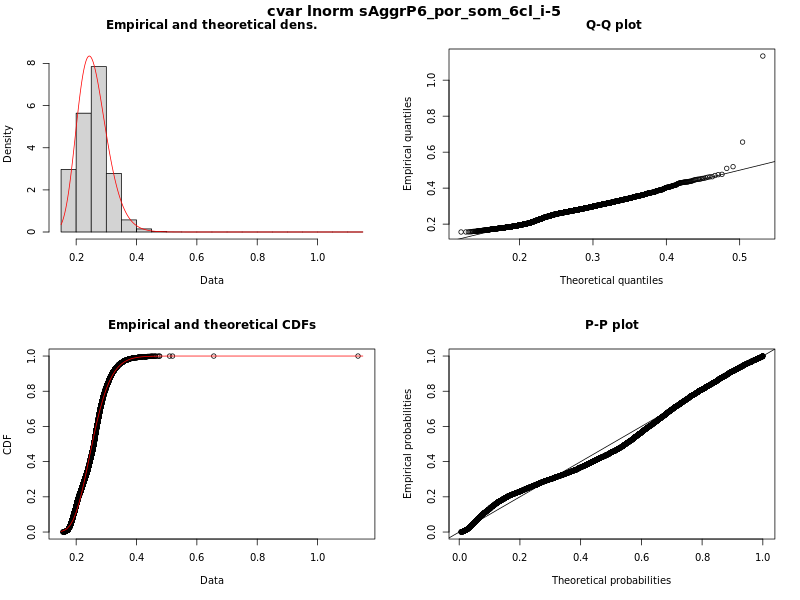 cvar lnorm sAggrP6_por_som_6cl_i-5
Empirical and theoretical dens.
Density
0 2 4 6 8
0.2 0.4 0.6 0.8 1.0
Data
Q-Q plot
Empirical quantiles
0.2 0.4 0.6 0.8 1.0
0.2 0.3 0.4 0.5
Theoretical quantiles
Empirical and theoretical CDFs
CDF
0.0 0.2 0.4 0.6 0.8 1.0
0.2 0.4 0.6 0.8 1.0
Data
P-P plot
Empirical probabilities
0.0 0.2 0.4 0.6 0.8 1.0
0.0 0.2 0.4 0.6 0.8 1.0
Theoretical probabilities